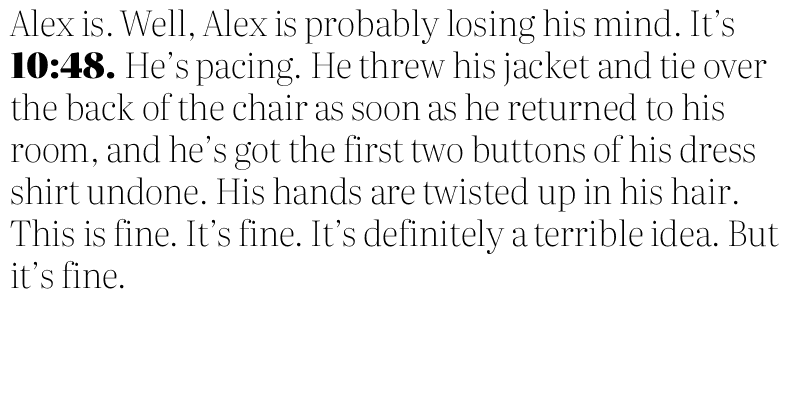 Alex is. Well, Alex is probably losing his mind. It’s
10:48. He’s pacing. He threw his jacket and tie over
the back of the chair as soon as he returned to his
room, and he’s got the first two buttons of his dress
shirt undone. His hands are twisted up in his hair.
This is fine. It’s fine. It’s definitely a terrible idea. But
it’s fine.